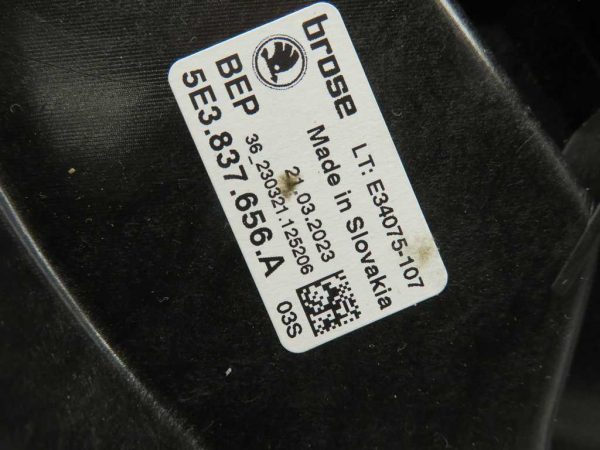 brose
LT: E34075-107
Made in Slovakia
21.03.2023
36_230321.125206
BEP
5E3.837.656.A
03S